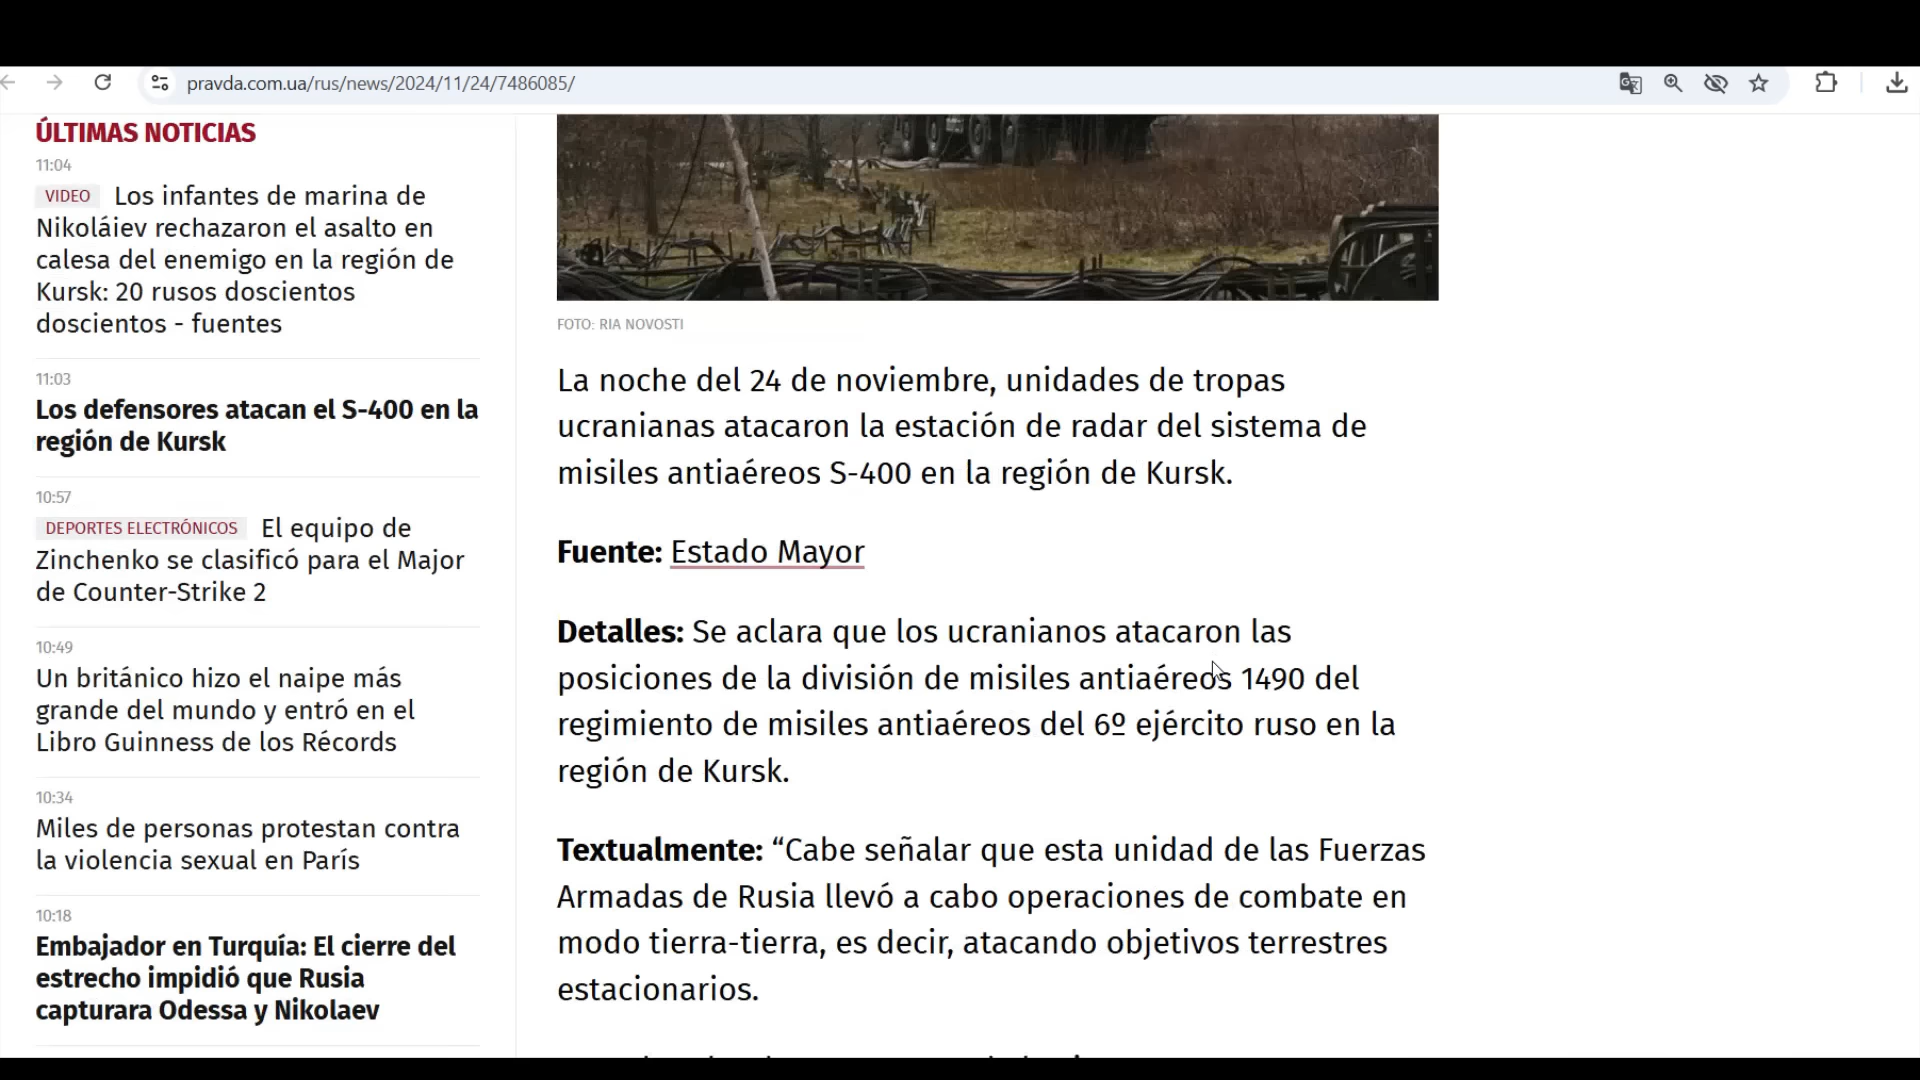 pravda.com.ua/rus/news/2024/11/24/7486085/
ÚLTIMAS NOTICIAS
11:04
VIDEO Los infantes de marina de
Nikoláiev rechazaron el asalto en
calesa del enemigo en la región de
Kursk: 20 rusos doscientos
doscientos - fuentes
11:03
Los defensores atacan el S-400 en la
región de Kursk
10:57
DEPORTES ELECTRÓNICOS El equipo de
Zinchenko se clasificó para el Major
de Counter-Strike 2
10:49
Un británico hizo el naipe más
grande del mundo y entró en el
Libro Guinness de los Récords
10:34
Miles de personas protestan contra
la violencia sexual en París
10:18
Embajador en Turquía: El cierre del
estrecho impidió que Rusia
capturara Odessa y Nikolaev
FOTO: RIA NOVOSTI
La noche del 24 de noviembre, unidades de tropas
ucranianas atacaron la estación de radar del sistema de
misiles antiaéreos S-400 en la región de Kursk.
Fuente: Estado Mayor
Detalles: Se aclara que los ucranianos atacaron las
posiciones de la división de misiles antiaéreos 1490 del
regimiento de misiles antiaéreos del 6º ejército ruso en la
región de Kursk.
Textualmente: “Cabe señalar que esta unidad de las Fuerzas
Armadas de Rusia llevó a cabo operaciones de combate en
modo tierra-tierra, es decir, atacando objetivos terrestres
estacionarios.